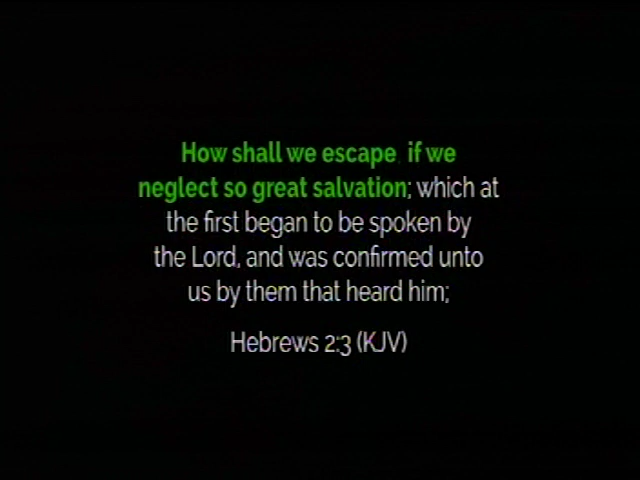 How shall we escape, if we
neglect so great salvation; which at
the first began to be spoken by
the Lord, and was confirmed unto
us by them that heard him;
Hebrews 2:3 (KJV)